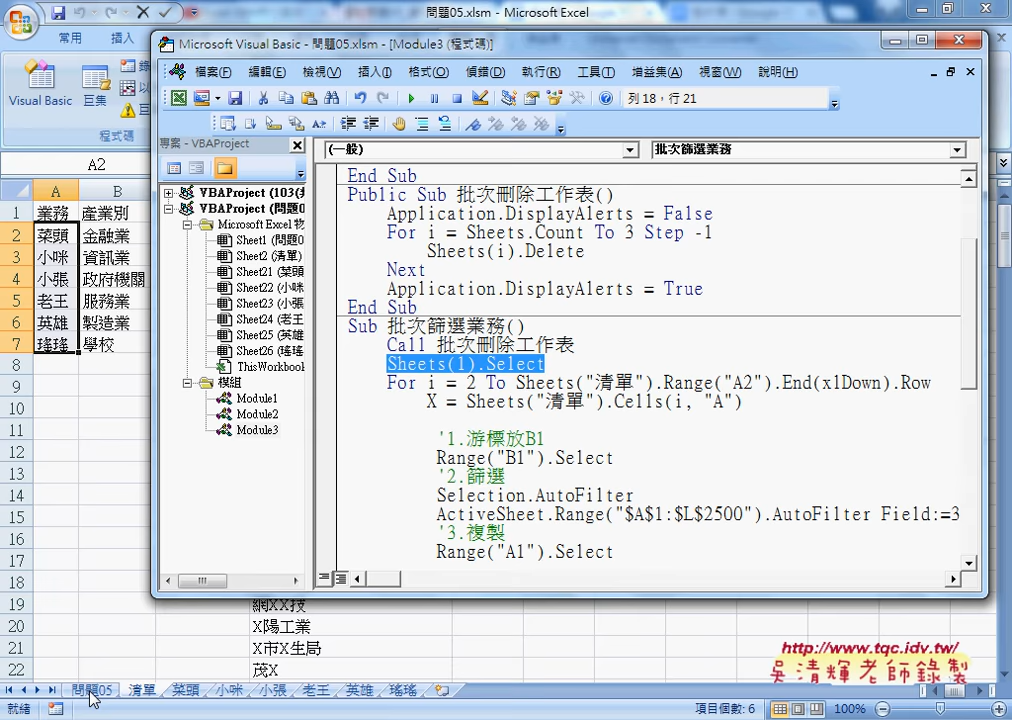 問題05.xlsm - Microsoft Excel
常用
插入
Visual Basic
巨集
程式碼
A2
Microsoft Visual Basic - 問題05.xlsm - [Module3 (程式碼)]
檔案(F) 編輯(E) 檢視(V) 插入(I) 格式(O) 偵錯(D) 執行(R) 工具(T) 增益集(A) 視窗(W) 說明(H)
列 18，行 21
專案 - VBAProject
(一般)
批次篩選業務
VBAProject (問題0
Microsoft Excel 物
Sheet1 (問題0
Sheet2 (清單)
Sheet21 (菜頭
Sheet22 (小咪
Sheet23 (小張
Sheet24 (老王
Sheet25 (英雄
Sheet26 (瑤瑤
ThisWorkbook
模組
Module1
Module2
Module3
End Sub
Public Sub 批次刪除工作表()
Application.DisplayAlerts = False
For i = Sheets.Count To 3 Step -1
Sheets(i).Delete
Next
Application.DisplayAlerts = True
End Sub
Sub 批次篩選業務()
Call 批次刪除工作表
Sheets(1).Select
For i = 2 To Sheets("清單").Range("A2").End(xlDown).Row
X = Sheets("清單").Cells(i, "A")
'1.游標放B1
Range("B1").Select
'2.篩選
Selection.AutoFilter
ActiveSheet.Range("$A$1:$L$2500").AutoFilter Field:=3
'3.複製
Range("A1").Select
A B
1 業務 產業別
2 菜頭 金融業
3 小咪 資訊業
4 小張 政府機關
5 老王 服務業
6 英雄 製造業
7 瑤瑤 學校
8
9
10
11
12
13
14
15
16
17
18
19 網XX技
20 X陽工業
21 X市X生局
22 茂X
http://www.tqc.idv.tw/
吳清輝老師錄製
問題05 清單 菜頭 小咪 小張 老王 英雄 瑤瑤
就緒
項目個數: 6
100%